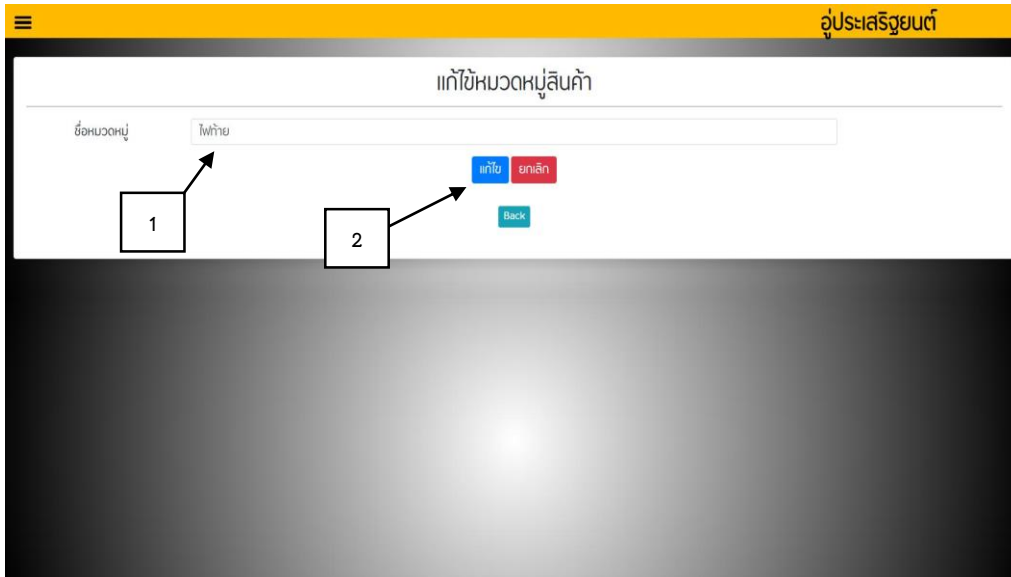 อู่ประเสริฐยนต์
แก้ไข้หมวดหมู่สินค้า
ชื่อหมวดหมู่ ไฟท้าย
แก้ไข ยกเลิก
1
2
Back